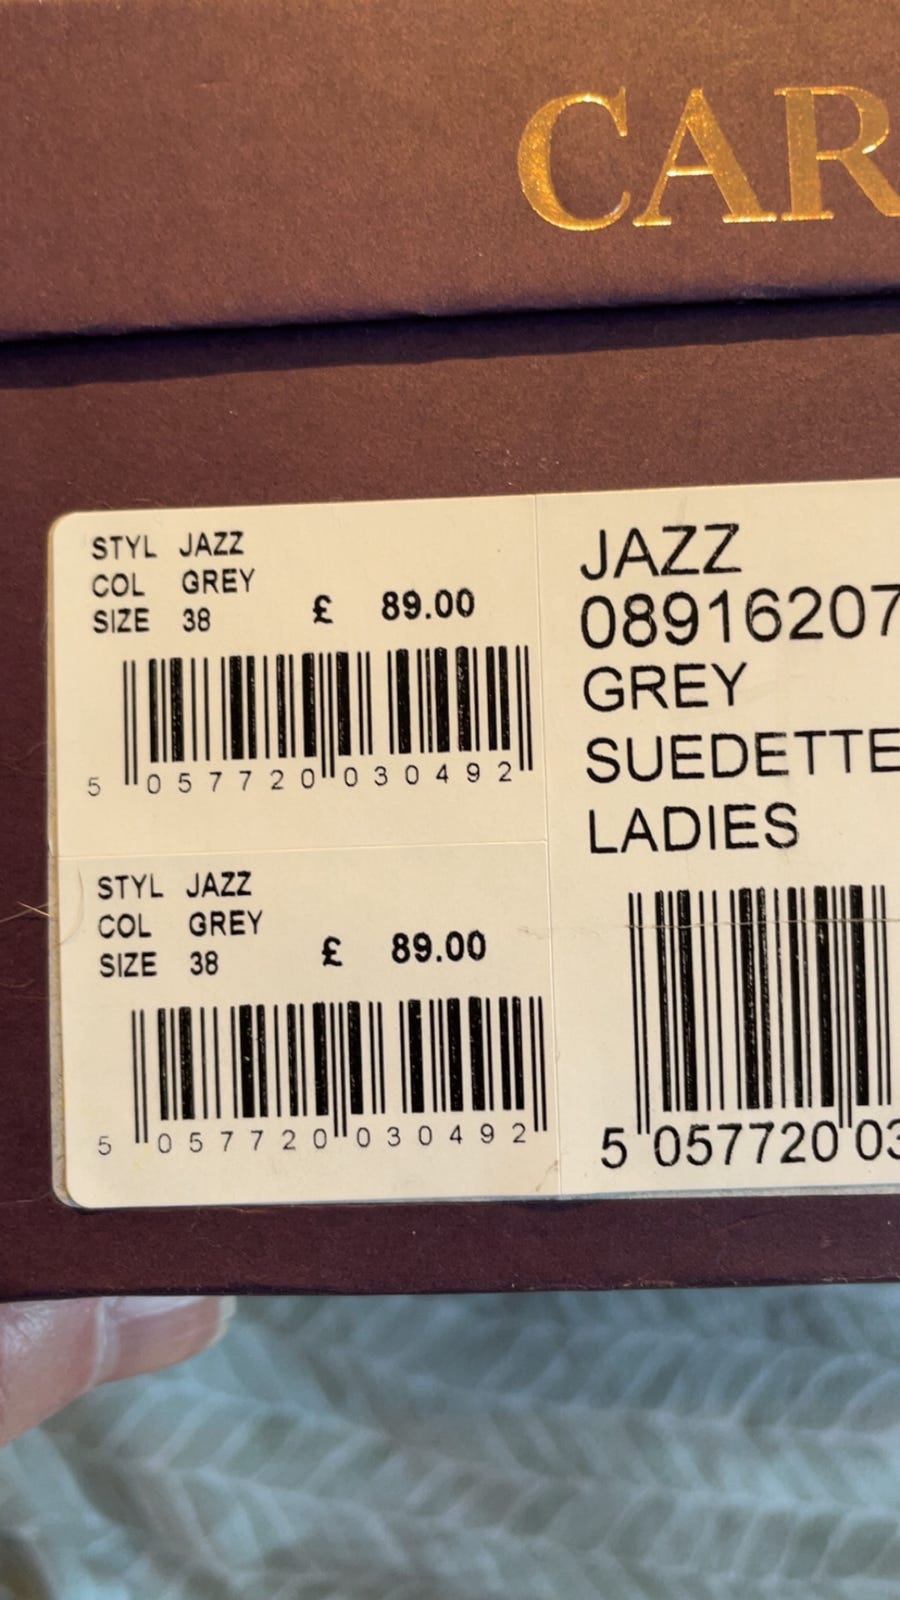 CAR
STYL JAZZ
COL GREY
SIZE 38 £ 89.00
5 057720 030492
STYL JAZZ
COL GREY
SIZE 38 £ 89.00
5 057720 030492
JAZZ
08916207
GREY
SUEDETTE
LADIES
5 057720 03